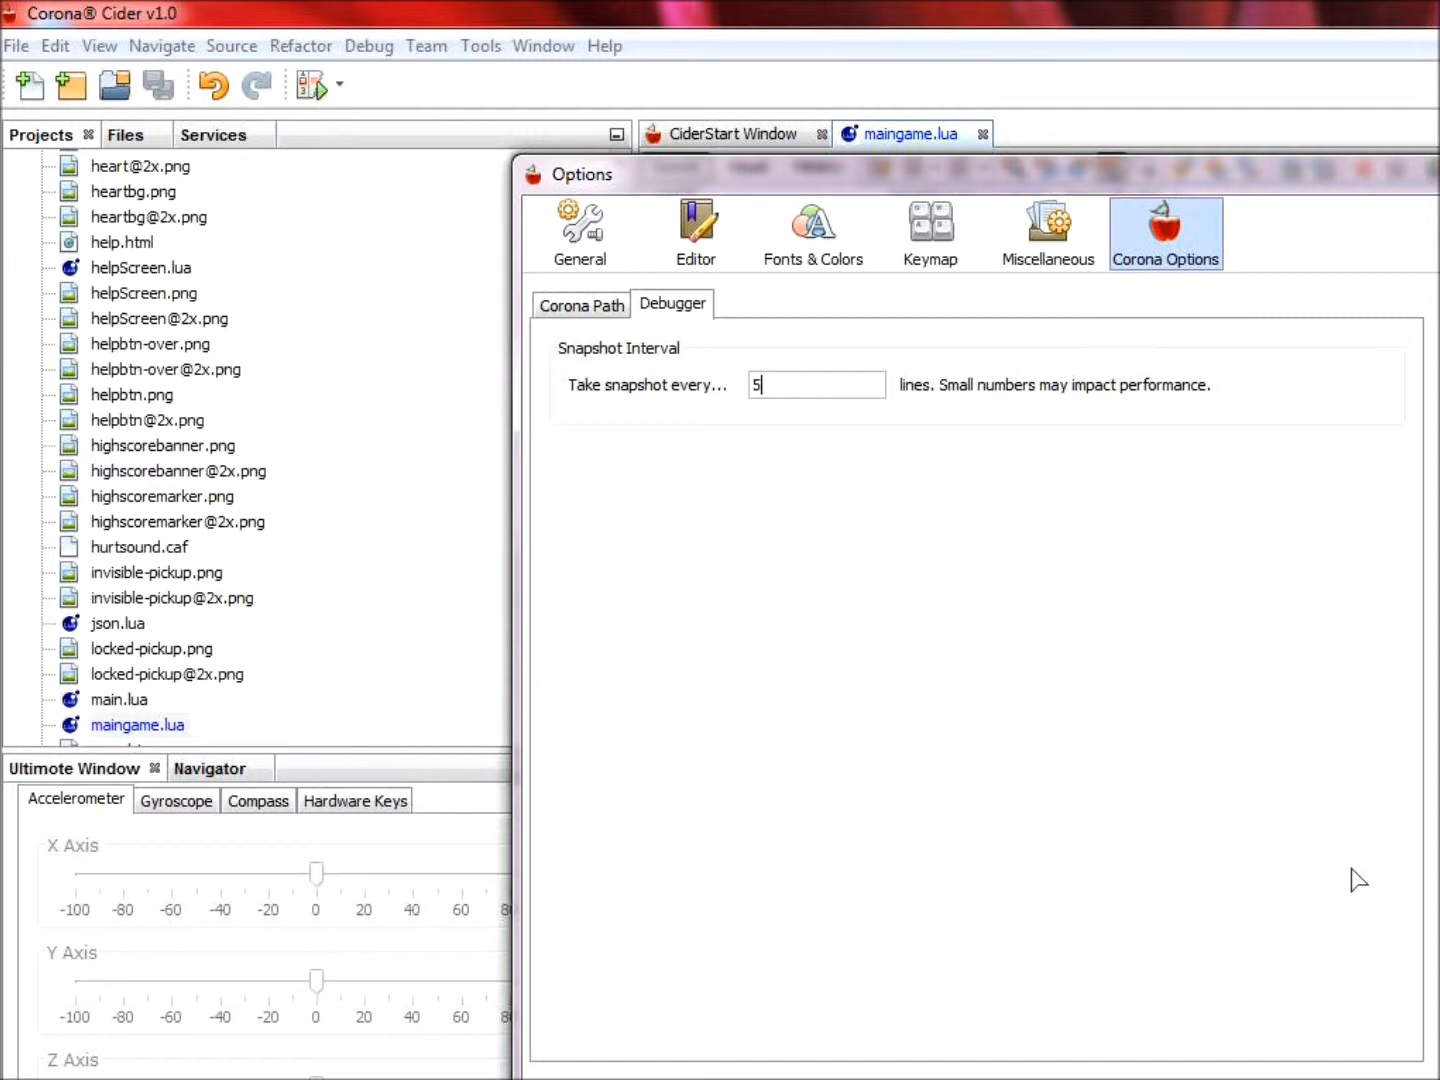 Corona® Cider v1.0
File Edit View Navigate Source Refactor Debug Team Tools Window Help
Projects Files Services
CiderStart Window maingame.lua
heart@2x.png
heartbg.png
heartbg@2x.png
help.html
helpScreen.lua
helpScreen.png
helpScreen@2x.png
helpbtn-over.png
helpbtn-over@2x.png
helpbtn.png
helpbtn@2x.png
highscorebanner.png
highscorebanner@2x.png
highscoremarker.png
highscoremarker@2x.png
hurtsound.caf
invisible-pickup.png
invisible-pickup@2x.png
json.lua
locked-pickup.png
locked-pickup@2x.png
main.lua
maingame.lua
Ultimote Window Navigator
Accelerometer Gyroscope Compass Hardware Keys
X Axis
-100 -80 -60 -40 -20 0 20 40 60
Y Axis
-100 -80 -60 -40 -20 0 20 40 60
Z Axis
Options
General Editor Fonts & Colors Keymap Miscellaneous Corona Options
Corona Path Debugger
Snapshot Interval
Take snapshot every... 5 lines. Small numbers may impact performance.